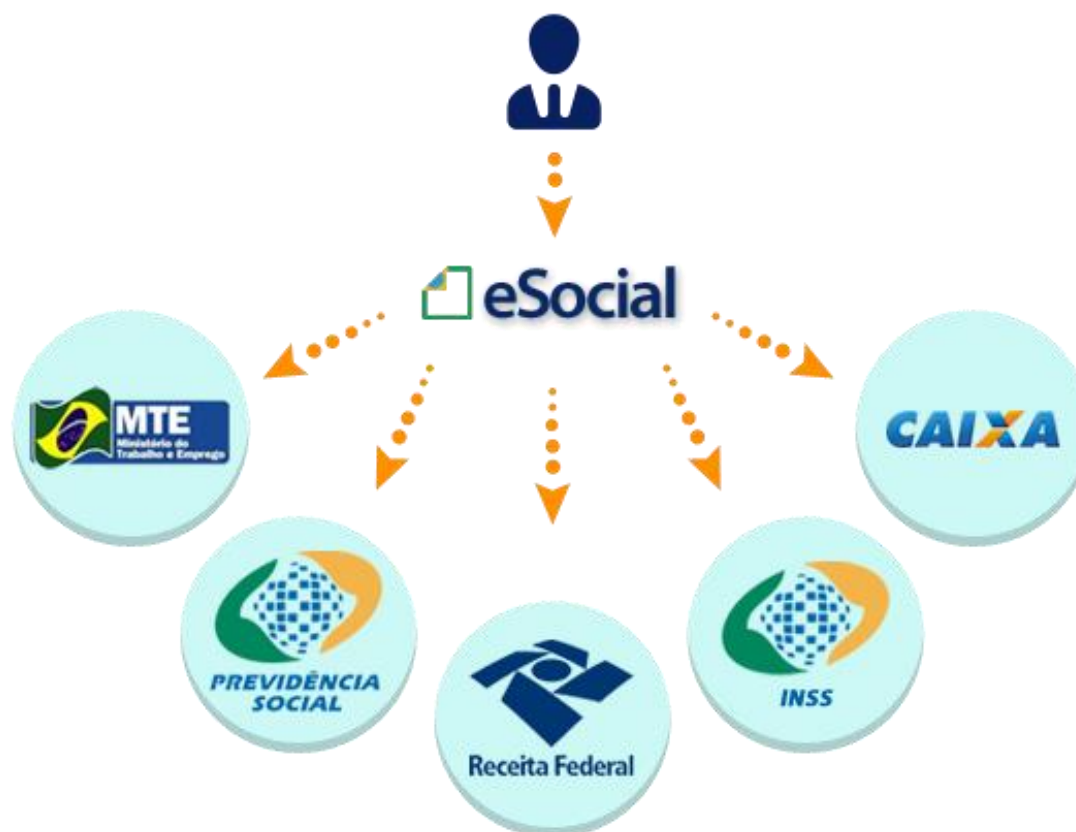 eSocial
MTE
Ministério do
Trabalho e Emprego
CAIXA
PREVIDÊNCIA
SOCIAL
INSS
Receita Federal